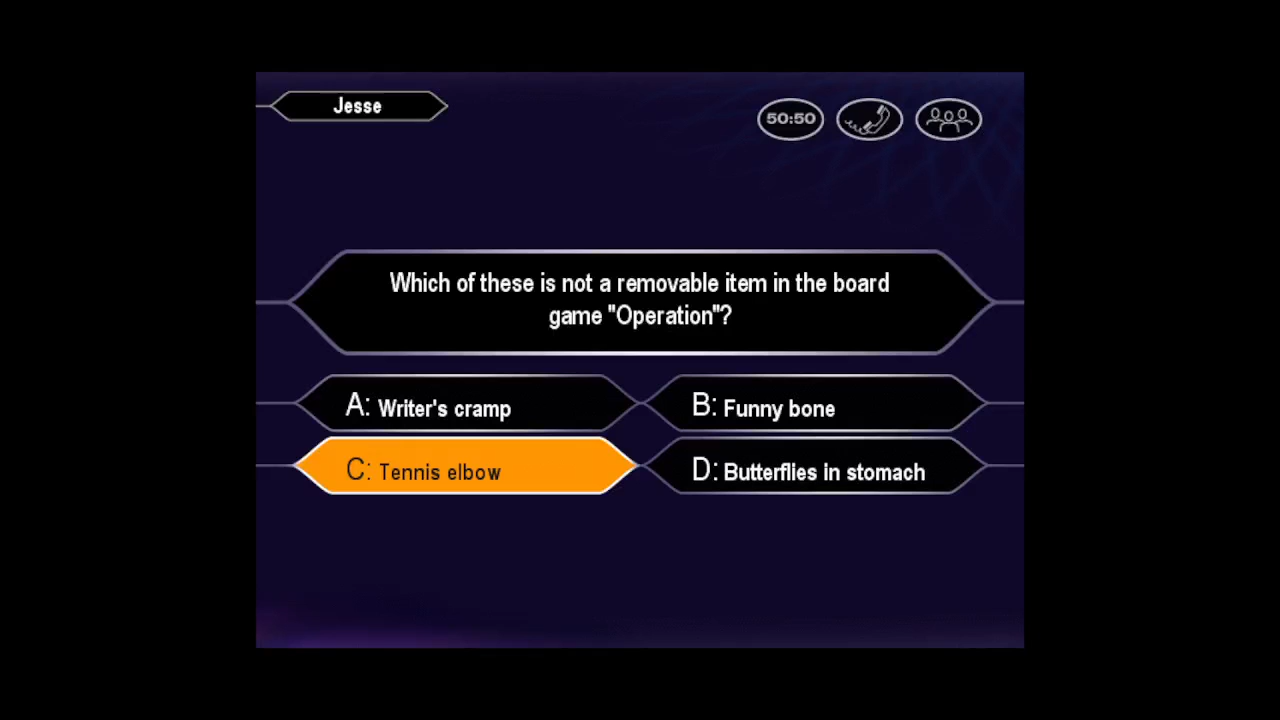 Jesse
50:50
Which of these is not a removable item in the board
game "Operation"?
A: Writer's cramp
B: Funny bone
C: Tennis elbow
D: Butterflies in stomach